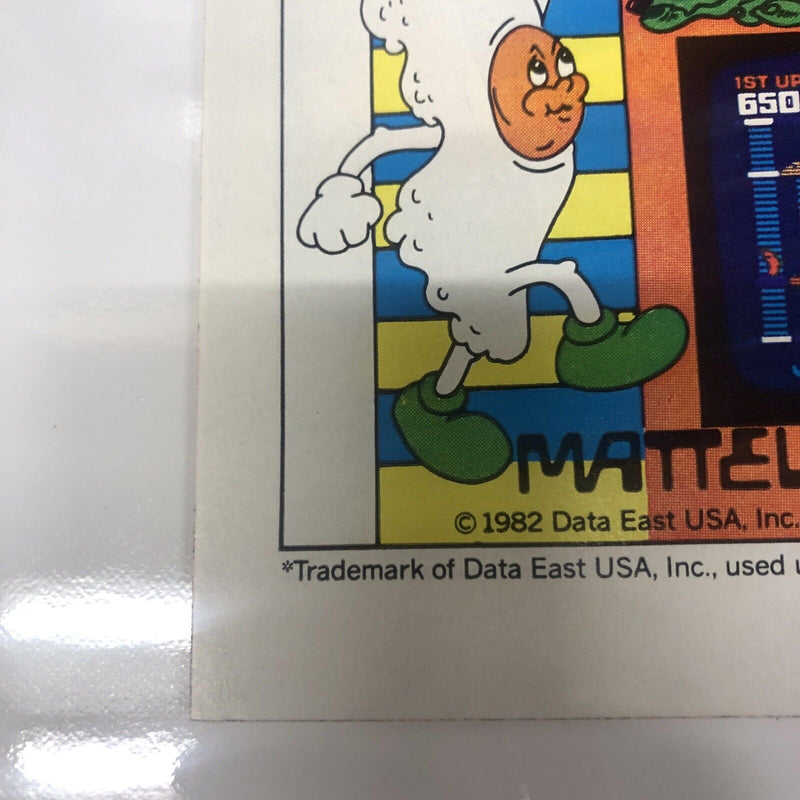 1ST UP
650
MATTEL
© 1982 Data East USA, Inc.
*Trademark of Data East USA, Inc., used